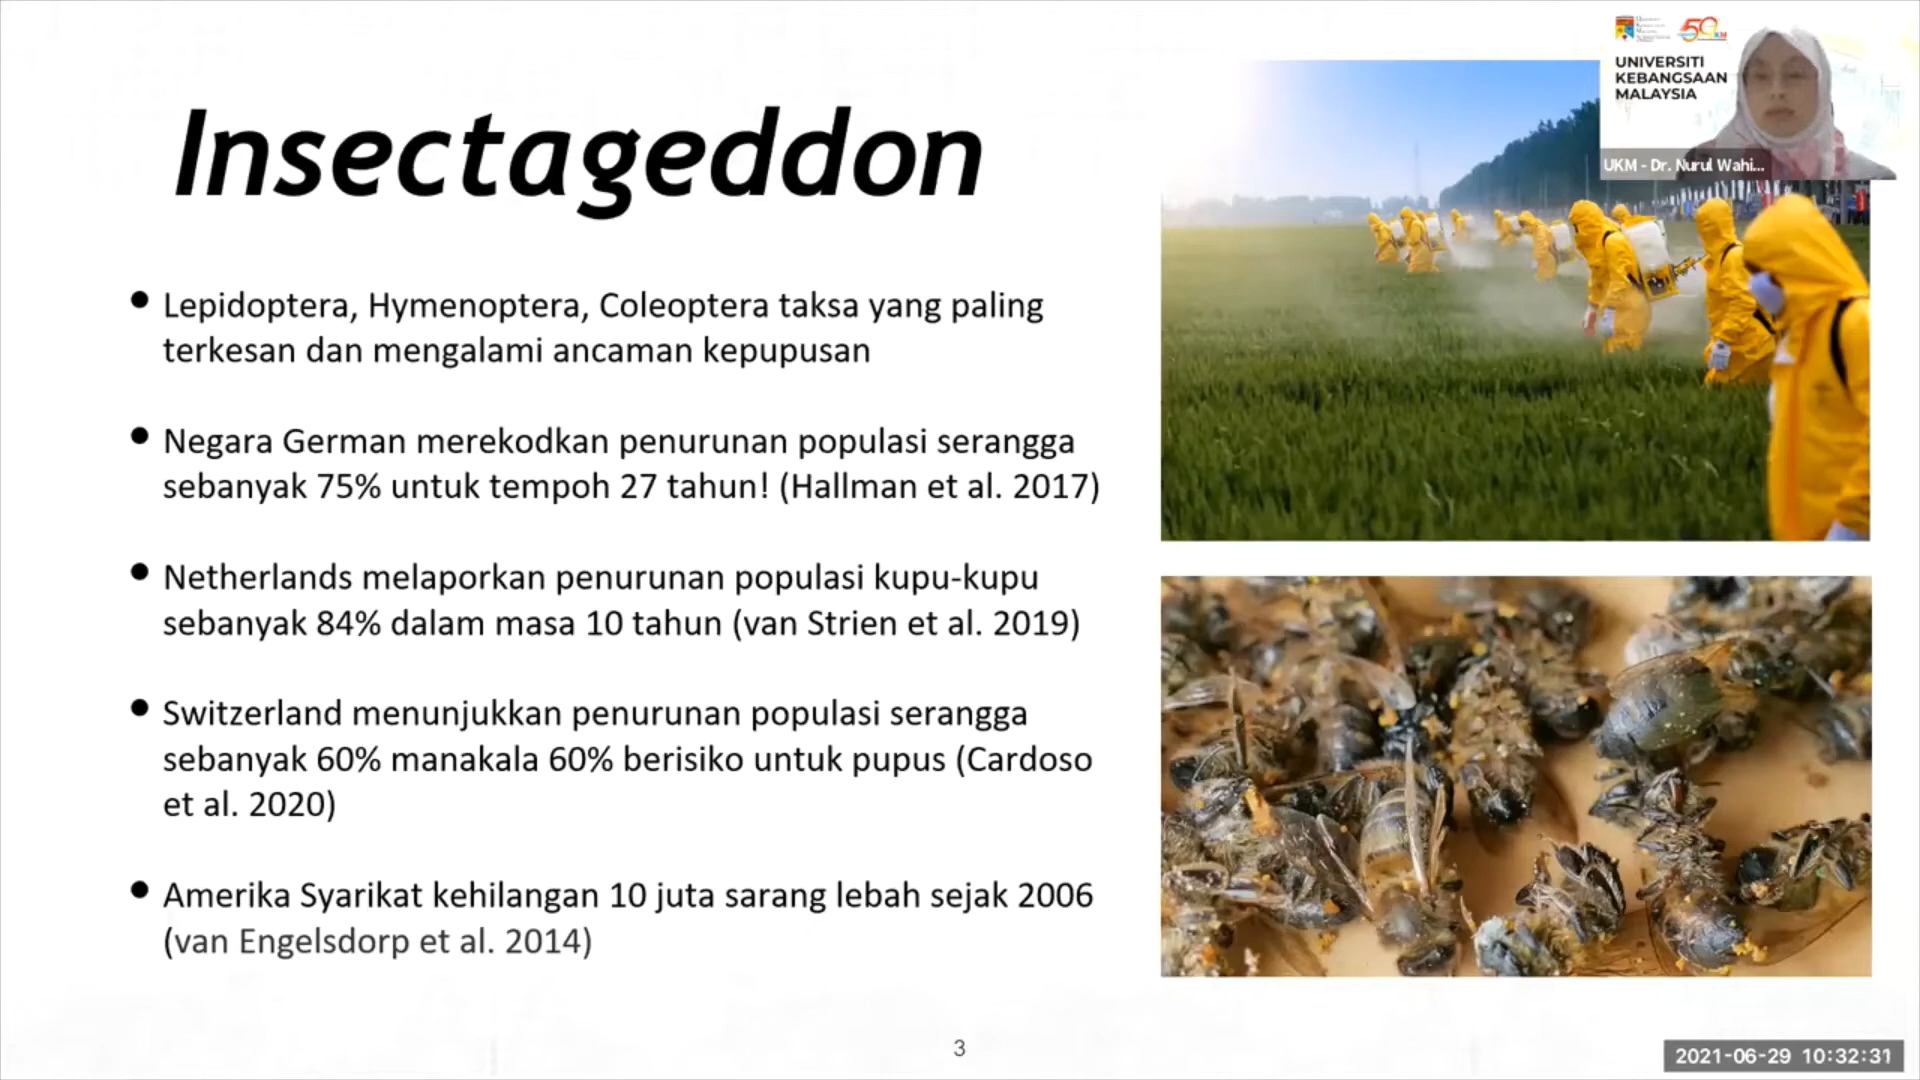 UNIVERSITI
KEBANGSAAN
MALAYSIA
UKM - Dr. Nurul Wahi...
Insectageddon
Lepidoptera, Hymenoptera, Coleoptera taksa yang paling
terkesan dan mengalami ancaman kepupusan
Negara German merekodkan penurunan populasi serangga
sebanyak 75% untuk tempoh 27 tahun! (Hallman et al. 2017)
Netherlands melaporkan penurunan populasi kupu-kupu
sebanyak 84% dalam masa 10 tahun (van Strien et al. 2019)
Switzerland menunjukkan penurunan populasi serangga
sebanyak 60% manakala 60% berisiko untuk pupus (Cardoso
et al. 2020)
Amerika Syarikat kehilangan 10 juta sarang lebah sejak 2006
(van Engelsdorp et al. 2014)
3
2021-06-29 10:32:31